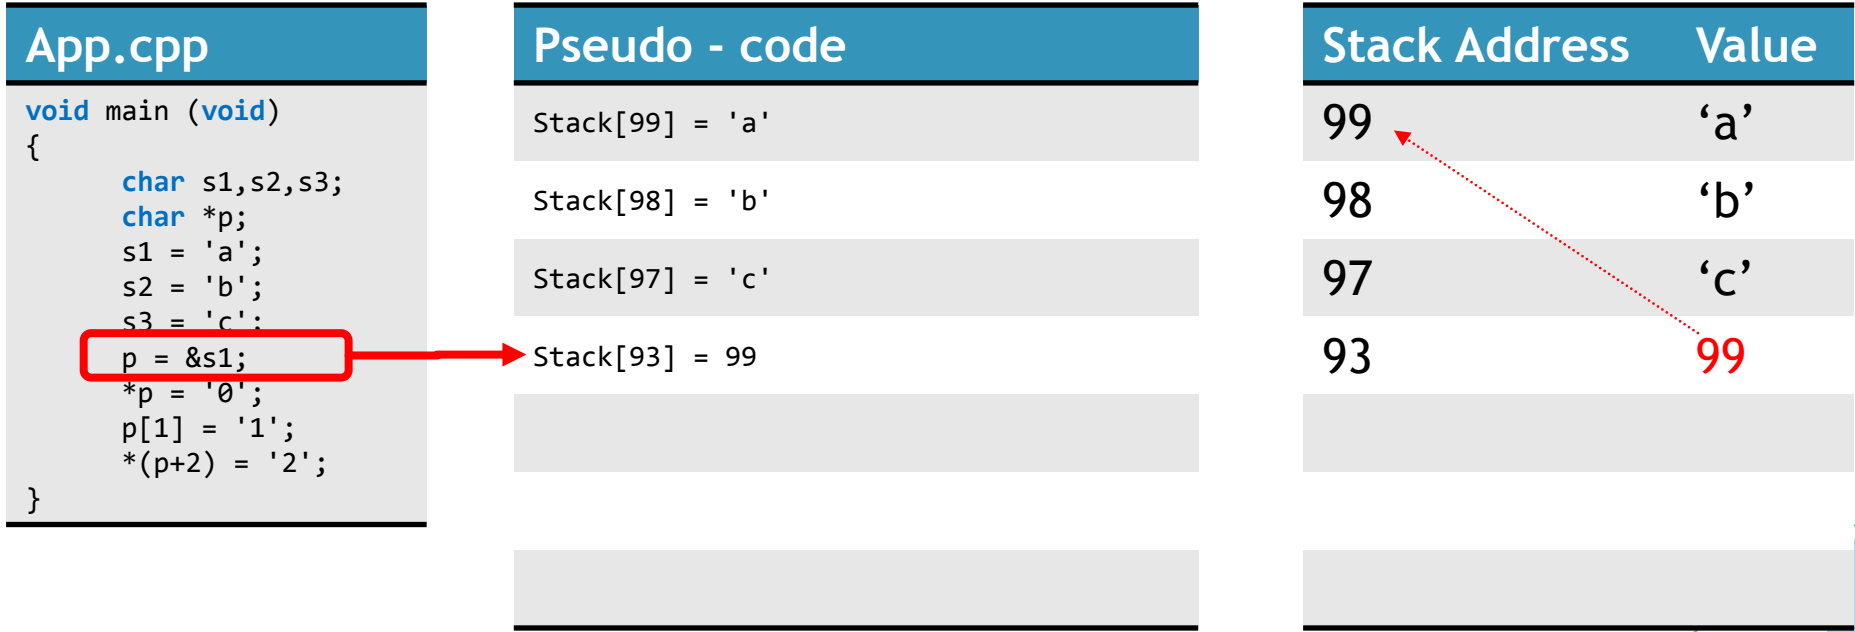 App.cpp
void main (void)
{
char s1,s2,s3;
char *p;
s1 = 'a';
s2 = 'b';
s3 = 'c';
p = &s1;
*p = '0';
p[1] = '1';
*(p+2) = '2';
}
Pseudo - code
Stack[99] = 'a'
Stack[98] = 'b'
Stack[97] = 'c'
Stack[93] = 99
Stack Address Value
99 ‘a’
98 ‘b’
97 ‘c’
93 99